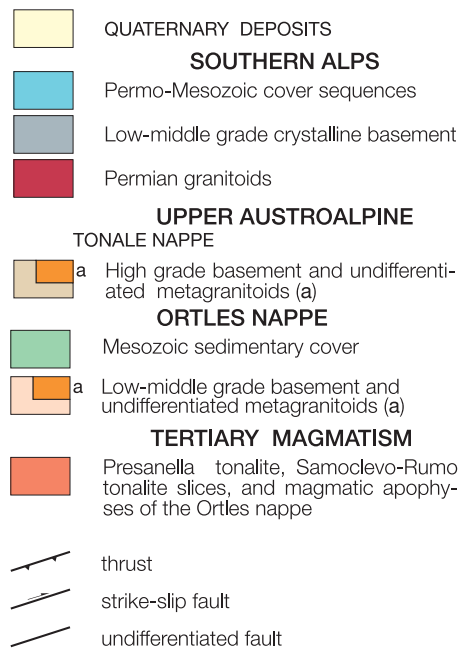 QUATERNARY DEPOSITS
SOUTHERN ALPS
Permo-Mesozoic cover sequences
Low-middle grade crystalline basement
Permian granitoids
UPPER AUSTROALPINE
TONALE NAPPE
a High grade basement and undifferenti-
ated metagranitoids (a)
ORTLES NAPPE
Mesozoic sedimentary cover
a Low-middle grade basement and
undifferentiated metagranitoids (a)
TERTIARY MAGMATISM
Presanella tonalite, Samoclevo-Rumo
tonalite slices, and magmatic apophy-
ses of the Ortles nappe
thrust
strike-slip fault
undifferentiated fault